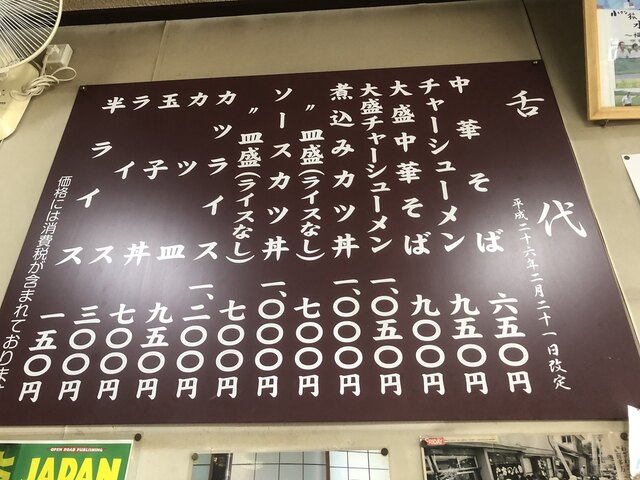 舌代
平成二十六年二月二十一日改定
中華そば 六五〇円
チャーシューメン 九五〇円
大盛中華そば 九〇〇円
大盛チャーシューメン 一、〇五〇円
煮込みカツ丼 一、〇〇〇円
〃皿盛(ライスなし) 七〇〇円
ソースカツ丼 一、〇〇〇円
〃皿盛(ライスなし) 七〇〇円
カツライス 一、二〇〇円
カツ皿 九五〇円
玉子丼 七〇〇円
ライス 三〇〇円
半ライス 一五〇円
価格には消費税が含まれておりま
OPEN ROAD PUBLISHING
JAPAN